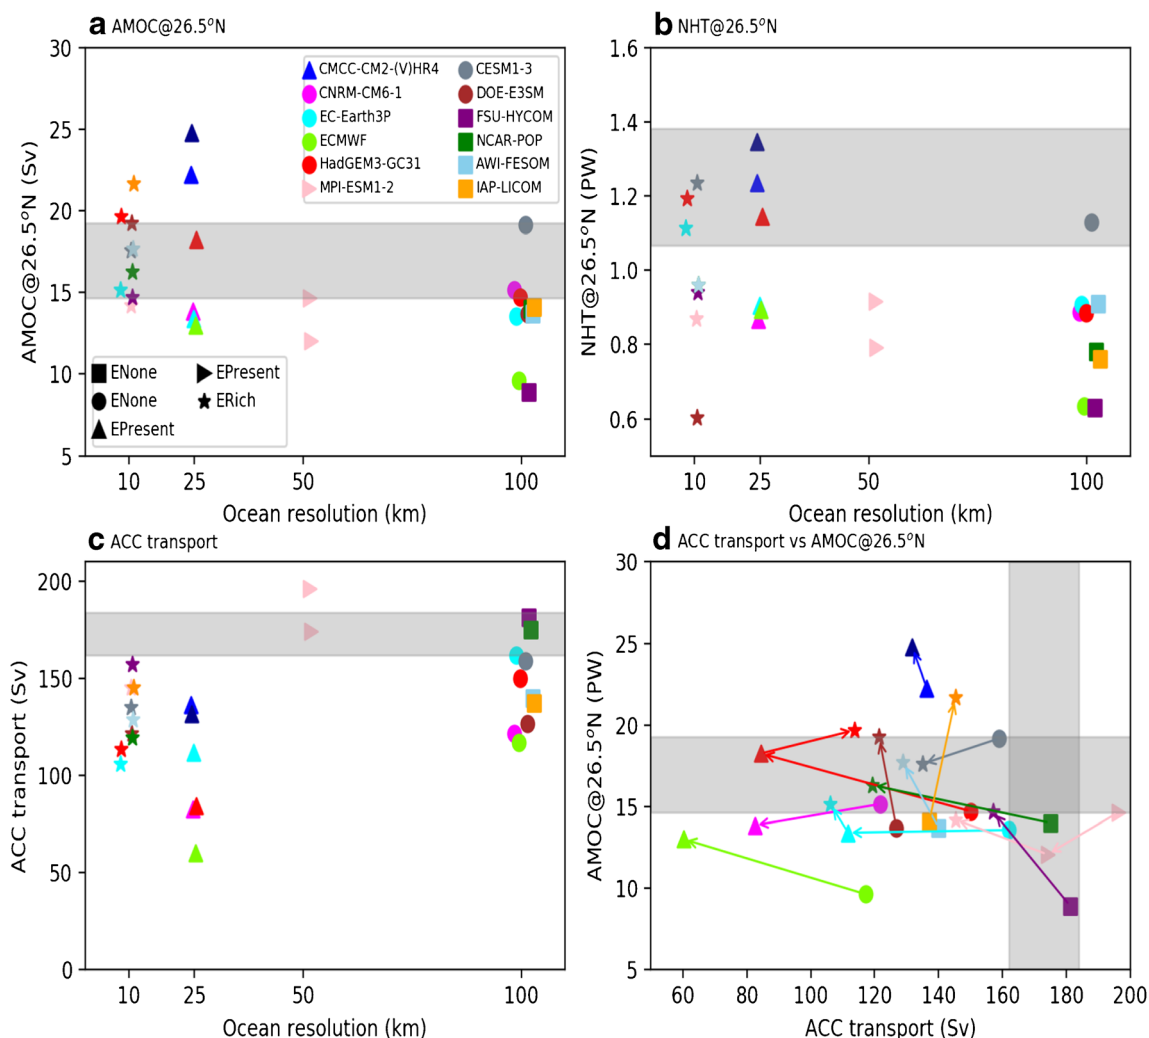 a AMOC@26.5°N
30
25
20
15
10
5
AMOC@26.5°N (Sv)
CMCC-CM2-(V)HR4
CNRM-CM6-1
EC-Earth3P
ECMWF
HadGEM3-GC31
MPI-ESM1-2
CESM1-3
DOE-E3SM
FSU-HYCOM
NCAR-POP
AWI-FESOM
IAP-LICOM
ENone
ENone
EPresent
EPresent
ERich
10 25 50 100
Ocean resolution (km)
b NHT@26.5°N
1.6
1.4
1.2
1.0
0.8
0.6
NHT@26.5°N (PW)
10 25 50 100
Ocean resolution (km)
c ACC transport
200
150
100
50
0
ACC transport (Sv)
10 25 50 100
Ocean resolution (km)
d ACC transport vs AMOC@26.5°N
30
25
20
15
10
5
AMOC@26.5°N (PW)
60 80 100 120 140 160 180 200
ACC transport (Sv)